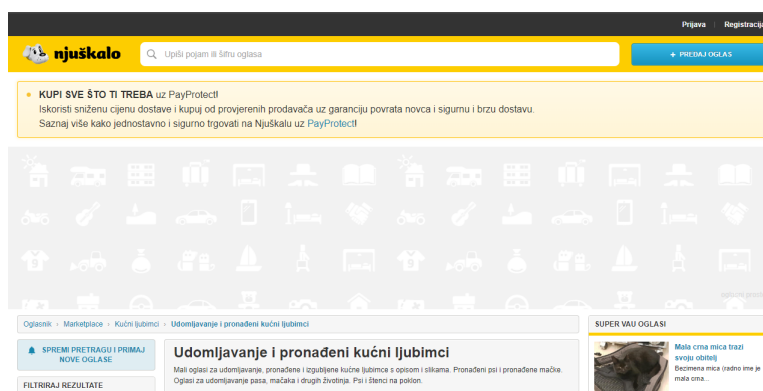 Prijava
Registracija
njuškalo
Upiši pojam ili šifru oglasa
+ PREDAJ OGLAS
KUPI SVE ŠTO TI TREBA uz PayProtect!
Iskoristi sniženu cijenu dostave i kupuj od provjerenih prodavača uz garanciju povrata novca i sigurnu i brzu dostavu.
Saznaj više kako jednostavno i sigurno trgovati na Njuškalu uz PayProtect!
Oglasnik › Marketplace › Kućni ljubimci › Udomljavanje i pronađeni kućni ljubimci
SPREMI PRETRAGU I PRIMAJ
NOVE OGLASE
FILTRIRAJ REZULTATE
Udomljavanje i pronađeni kućni ljubimci
Mali oglasi za udomljavanje, pronađene i izgubljene kućne ljubimce s opisom i slikama. Pronađeni psi i pronađene mačke.
Oglasi za udomljavanje pasa, mačaka i drugih životinja. Psi i štenci na poklon.
SUPER VAU OGLASI
Mala crna mica trazi
svoju obitelj
Bezimena mica (radno ime je
mala crna...